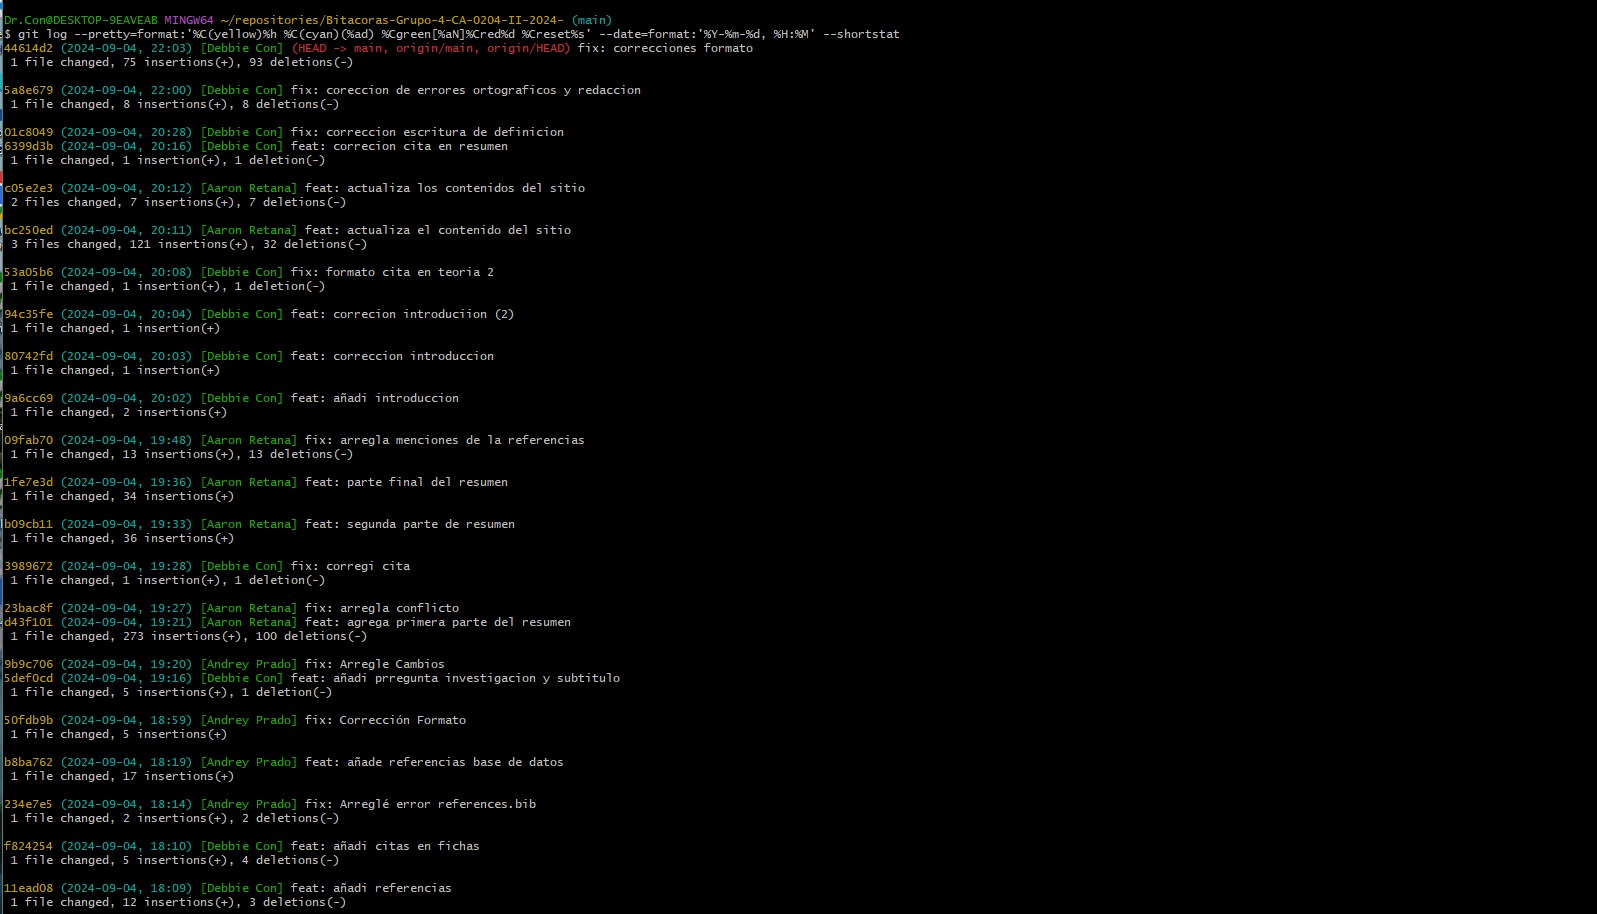 Dr.Con@DESKTOP-9EAVEAB MINGW64 ~/repositories/Bitacoras-Grupo-4-CA-0204-II-2024- (main)
$ git log --pretty=format:'%C(yellow)%h %C(cyan)(%ad) %Cgreen[%aN]%Cred%d %Creset%s' --date=format:'%Y-%m-%d, %H:%M' --shortstat
44614d2 (2024-09-04, 22:03) [Debbie Con] (HEAD -> main, origin/main, origin/HEAD) fix: correcciones formato
1 file changed, 75 insertions(+), 93 deletions(-)
5a8e679 (2024-09-04, 22:00) [Debbie Con] fix: coreccion de errores ortograficos y redaccion
1 file changed, 8 insertions(+), 8 deletions(-)
01c8049 (2024-09-04, 20:28) [Debbie Con] fix: correccion escritura de definicion
6399d3b (2024-09-04, 20:16) [Debbie Con] feat: correcion cita en resumen
1 file changed, 1 insertion(+), 1 deletion(-)
c05e2e3 (2024-09-04, 20:12) [Aaron Retana] feat: actualiza los contenidos del sitio
2 files changed, 7 insertions(+), 7 deletions(-)
bc250ed (2024-09-04, 20:11) [Aaron Retana] feat: actualiza el contenido del sitio
3 files changed, 121 insertions(+), 32 deletions(-)
53a05b6 (2024-09-04, 20:08) [Debbie Con] fix: formato cita en teoria 2
1 file changed, 1 insertion(+), 1 deletion(-)
94c35fe (2024-09-04, 20:04) [Debbie Con] feat: correcion introduciion (2)
1 file changed, 1 insertion(+)
80742fd (2024-09-04, 20:03) [Debbie Con] feat: correccion introduccion
1 file changed, 1 insertion(+)
9a6cc69 (2024-09-04, 20:02) [Debbie Con] feat: añadi introduccion
1 file changed, 2 insertions(+)
09fab70 (2024-09-04, 19:48) [Aaron Retana] fix: arregla menciones de la referencias
1 file changed, 13 insertions(+), 13 deletions(-)
1fe7e3d (2024-09-04, 19:36) [Aaron Retana] feat: parte final del resumen
1 file changed, 34 insertions(+)
b09cb11 (2024-09-04, 19:33) [Aaron Retana] feat: segunda parte de resumen
1 file changed, 36 insertions(+)
3989672 (2024-09-04, 19:28) [Debbie Con] fix: corregi cita
1 file changed, 1 insertion(+), 1 deletion(-)
23bac8f (2024-09-04, 19:27) [Aaron Retana] fix: arregla conflicto
d43f101 (2024-09-04, 19:21) [Aaron Retana] feat: agrega primera parte del resumen
1 file changed, 273 insertions(+), 100 deletions(-)
9b9c706 (2024-09-04, 19:20) [Andrey Prado] fix: Arregle Cambios
5def0cd (2024-09-04, 19:16) [Debbie Con] feat: añadi prregunta investigacion y subtitulo
1 file changed, 5 insertions(+), 1 deletion(-)
50fdb9b (2024-09-04, 18:59) [Andrey Prado] fix: Corrección Formato
1 file changed, 5 insertions(+)
b8ba762 (2024-09-04, 18:19) [Andrey Prado] feat: añade referencias base de datos
1 file changed, 17 insertions(+)
234e7e5 (2024-09-04, 18:14) [Andrey Prado] fix: Arreglé error references.bib
1 file changed, 2 insertions(+), 2 deletions(-)
f824254 (2024-09-04, 18:10) [Debbie Con] feat: añadi citas en fichas
1 file changed, 5 insertions(+), 4 deletions(-)
11ead08 (2024-09-04, 18:09) [Debbie Con] feat: añadi referencias
1 file changed, 12 insertions(+), 3 deletions(-)